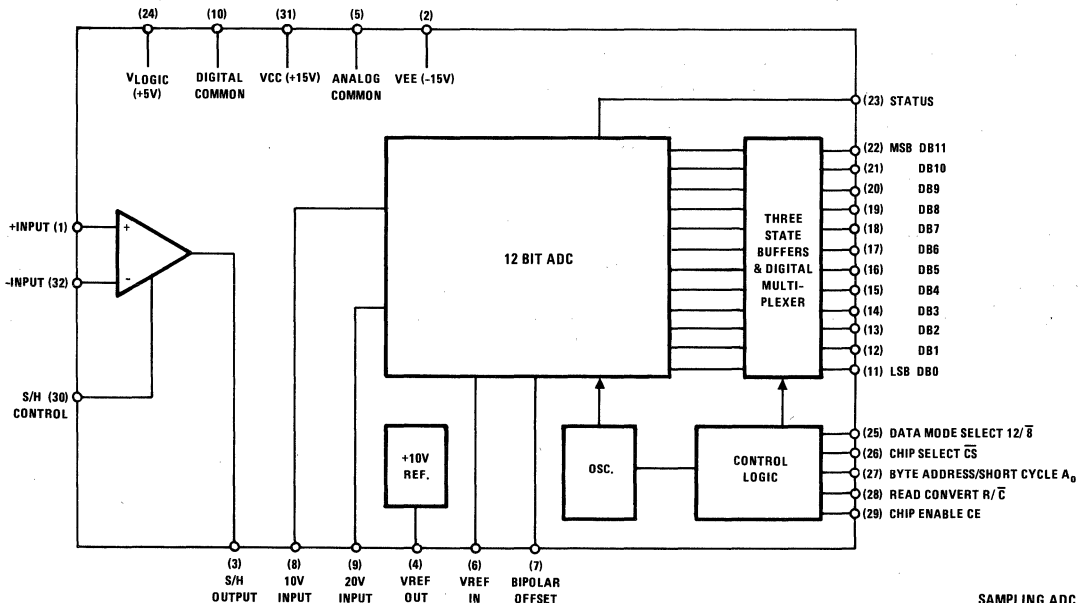 (24) (10) (31) (5) (2)
VLOGIC (+5V)
DIGITAL COMMON
VCC (+15V)
ANALOG COMMON
VEE (-15V)
(23) STATUS
(22) MSB DB11
(21) DB10
(20) DB9
(19) DB8
(18) DB7
(17) DB6
(16) DB5
(15) DB4
(14) DB3
(13) DB2
(12) DB1
(11) LSB DB0
+INPUT (1)
+
-INPUT (32)
-
S/H (30)
CONTROL
12 BIT ADC
THREE
STATE
BUFFERS
& DIGITAL
MULTI-
PLEXER
+10V
REF.
OSC.
CONTROL
LOGIC
(25) DATA MODE SELECT 12/8̅
(26) CHIP SELECT C̅S̅
(27) BYTE ADDRESS/SHORT CYCLE A₀
(28) READ CONVERT R/C̅
(29) CHIP ENABLE CE
(3) S/H OUTPUT
(8) 10V INPUT
(9) 20V INPUT
(4) VREF OUT
(6) VREF IN
(7) BIPOLAR OFFSET
SAMPLING ADC